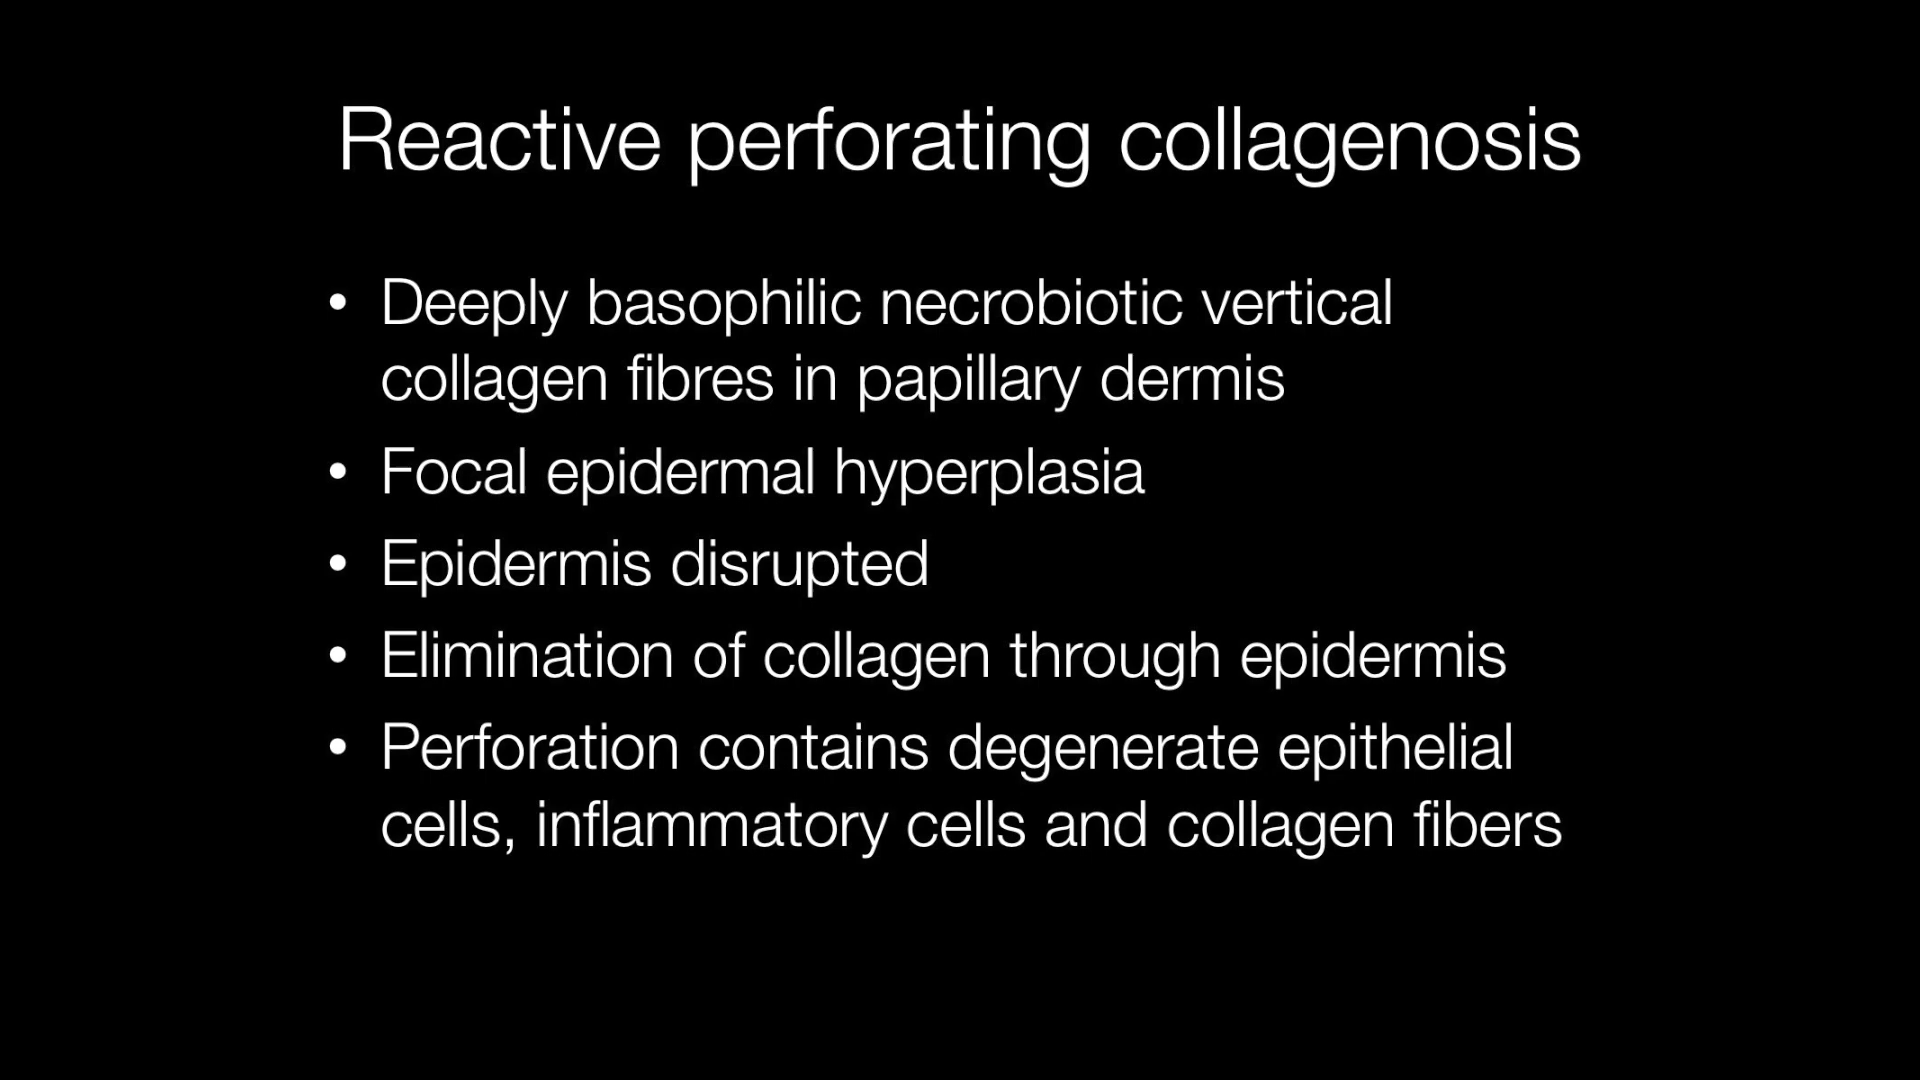 Reactive perforating collagenosis
• Deeply basophilic necrobiotic vertical
collagen fibres in papillary dermis
• Focal epidermal hyperplasia
• Epidermis disrupted
• Elimination of collagen through epidermis
• Perforation contains degenerate epithelial
cells, inflammatory cells and collagen fibers